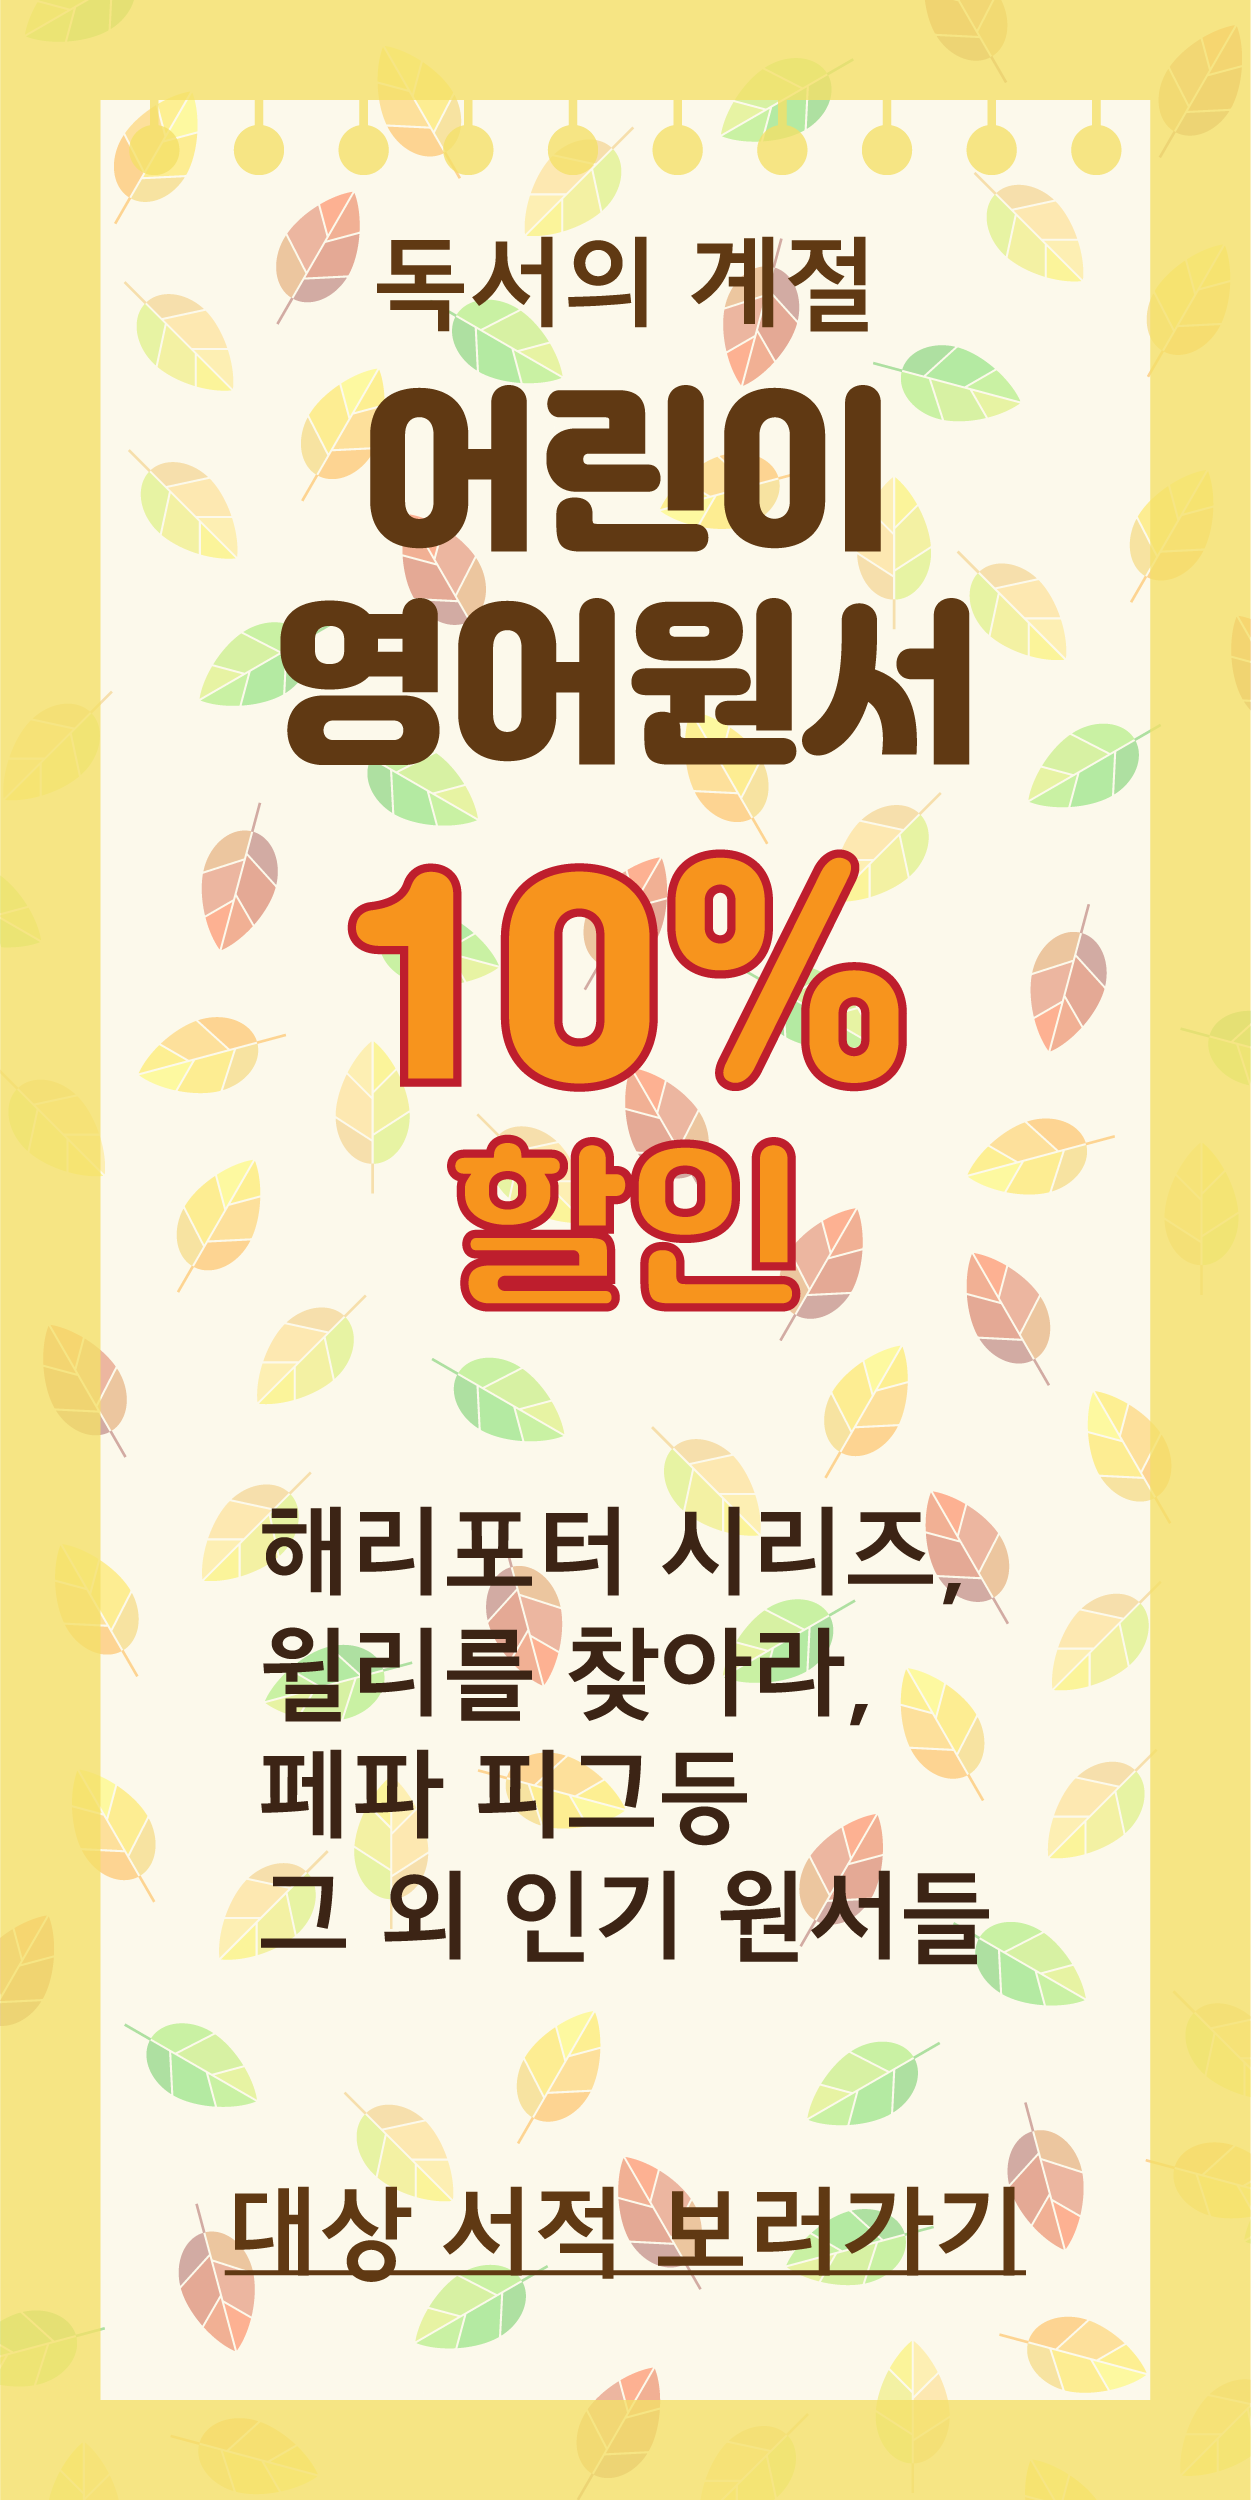 독서의 계절
어린이
영어원서
10%
할인
해리포터 시리즈,
윌리를 찾아라,
페파 피그등
그 외 인기 원서들
대상 서적 보러가기